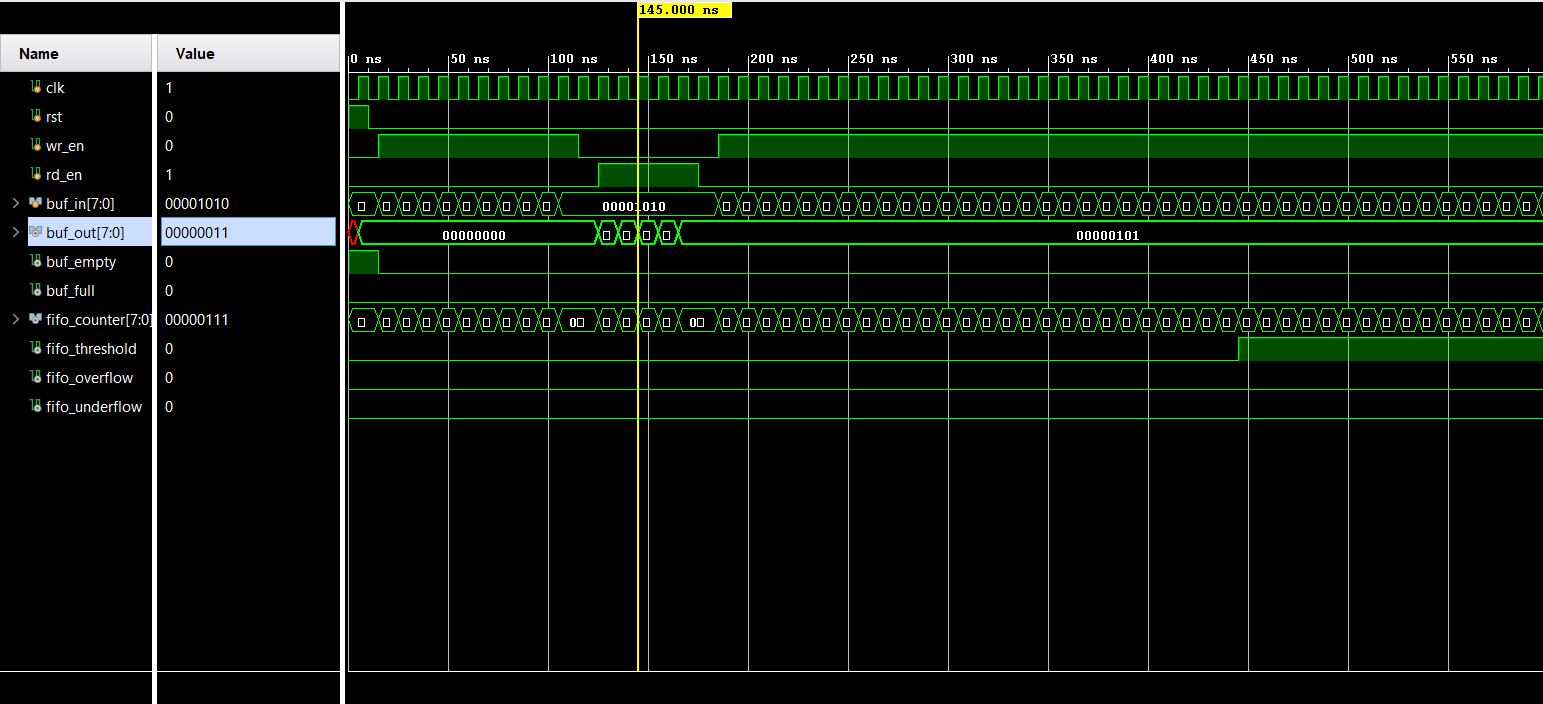 145.000 ns
Name Value
0 ns 50 ns 100 ns 150 ns 200 ns 250 ns 300 ns 350 ns 400 ns 450 ns 500 ns 550 ns
clk 1
rst 0
wr_en 0
rd_en 1
buf_in[7:0] 00001010 00001010
buf_out[7:0] 00000011 00000000 00000101
buf_empty 0
buf_full 0
fifo_counter[7:0] 00000111 0 0
fifo_threshold 0
fifo_overflow 0
fifo_underflow 0